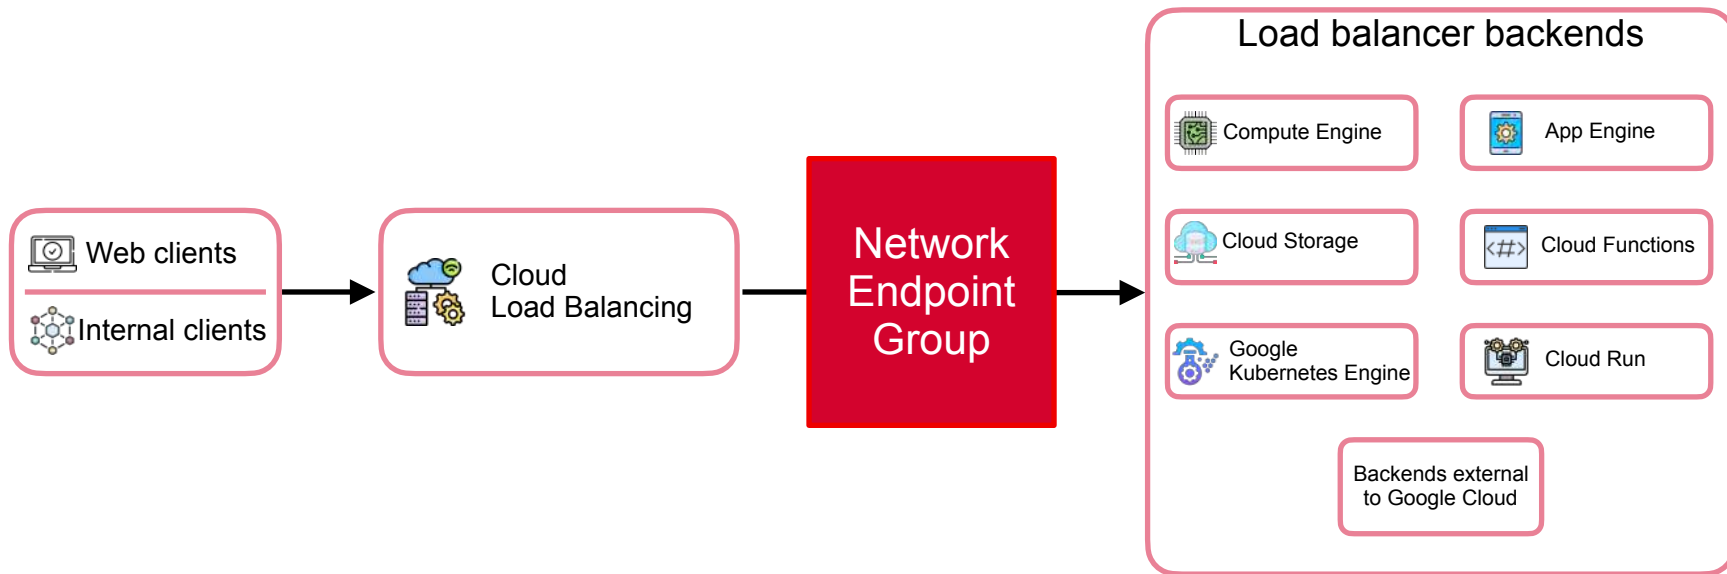 Web clients
Internal clients
Cloud
Load Balancing
Network
Endpoint
Group
Load balancer backends
Compute Engine
App Engine
Cloud Storage
<#>
Cloud Functions
Google
Kubernetes Engine
Cloud Run
Backends external
to Google Cloud